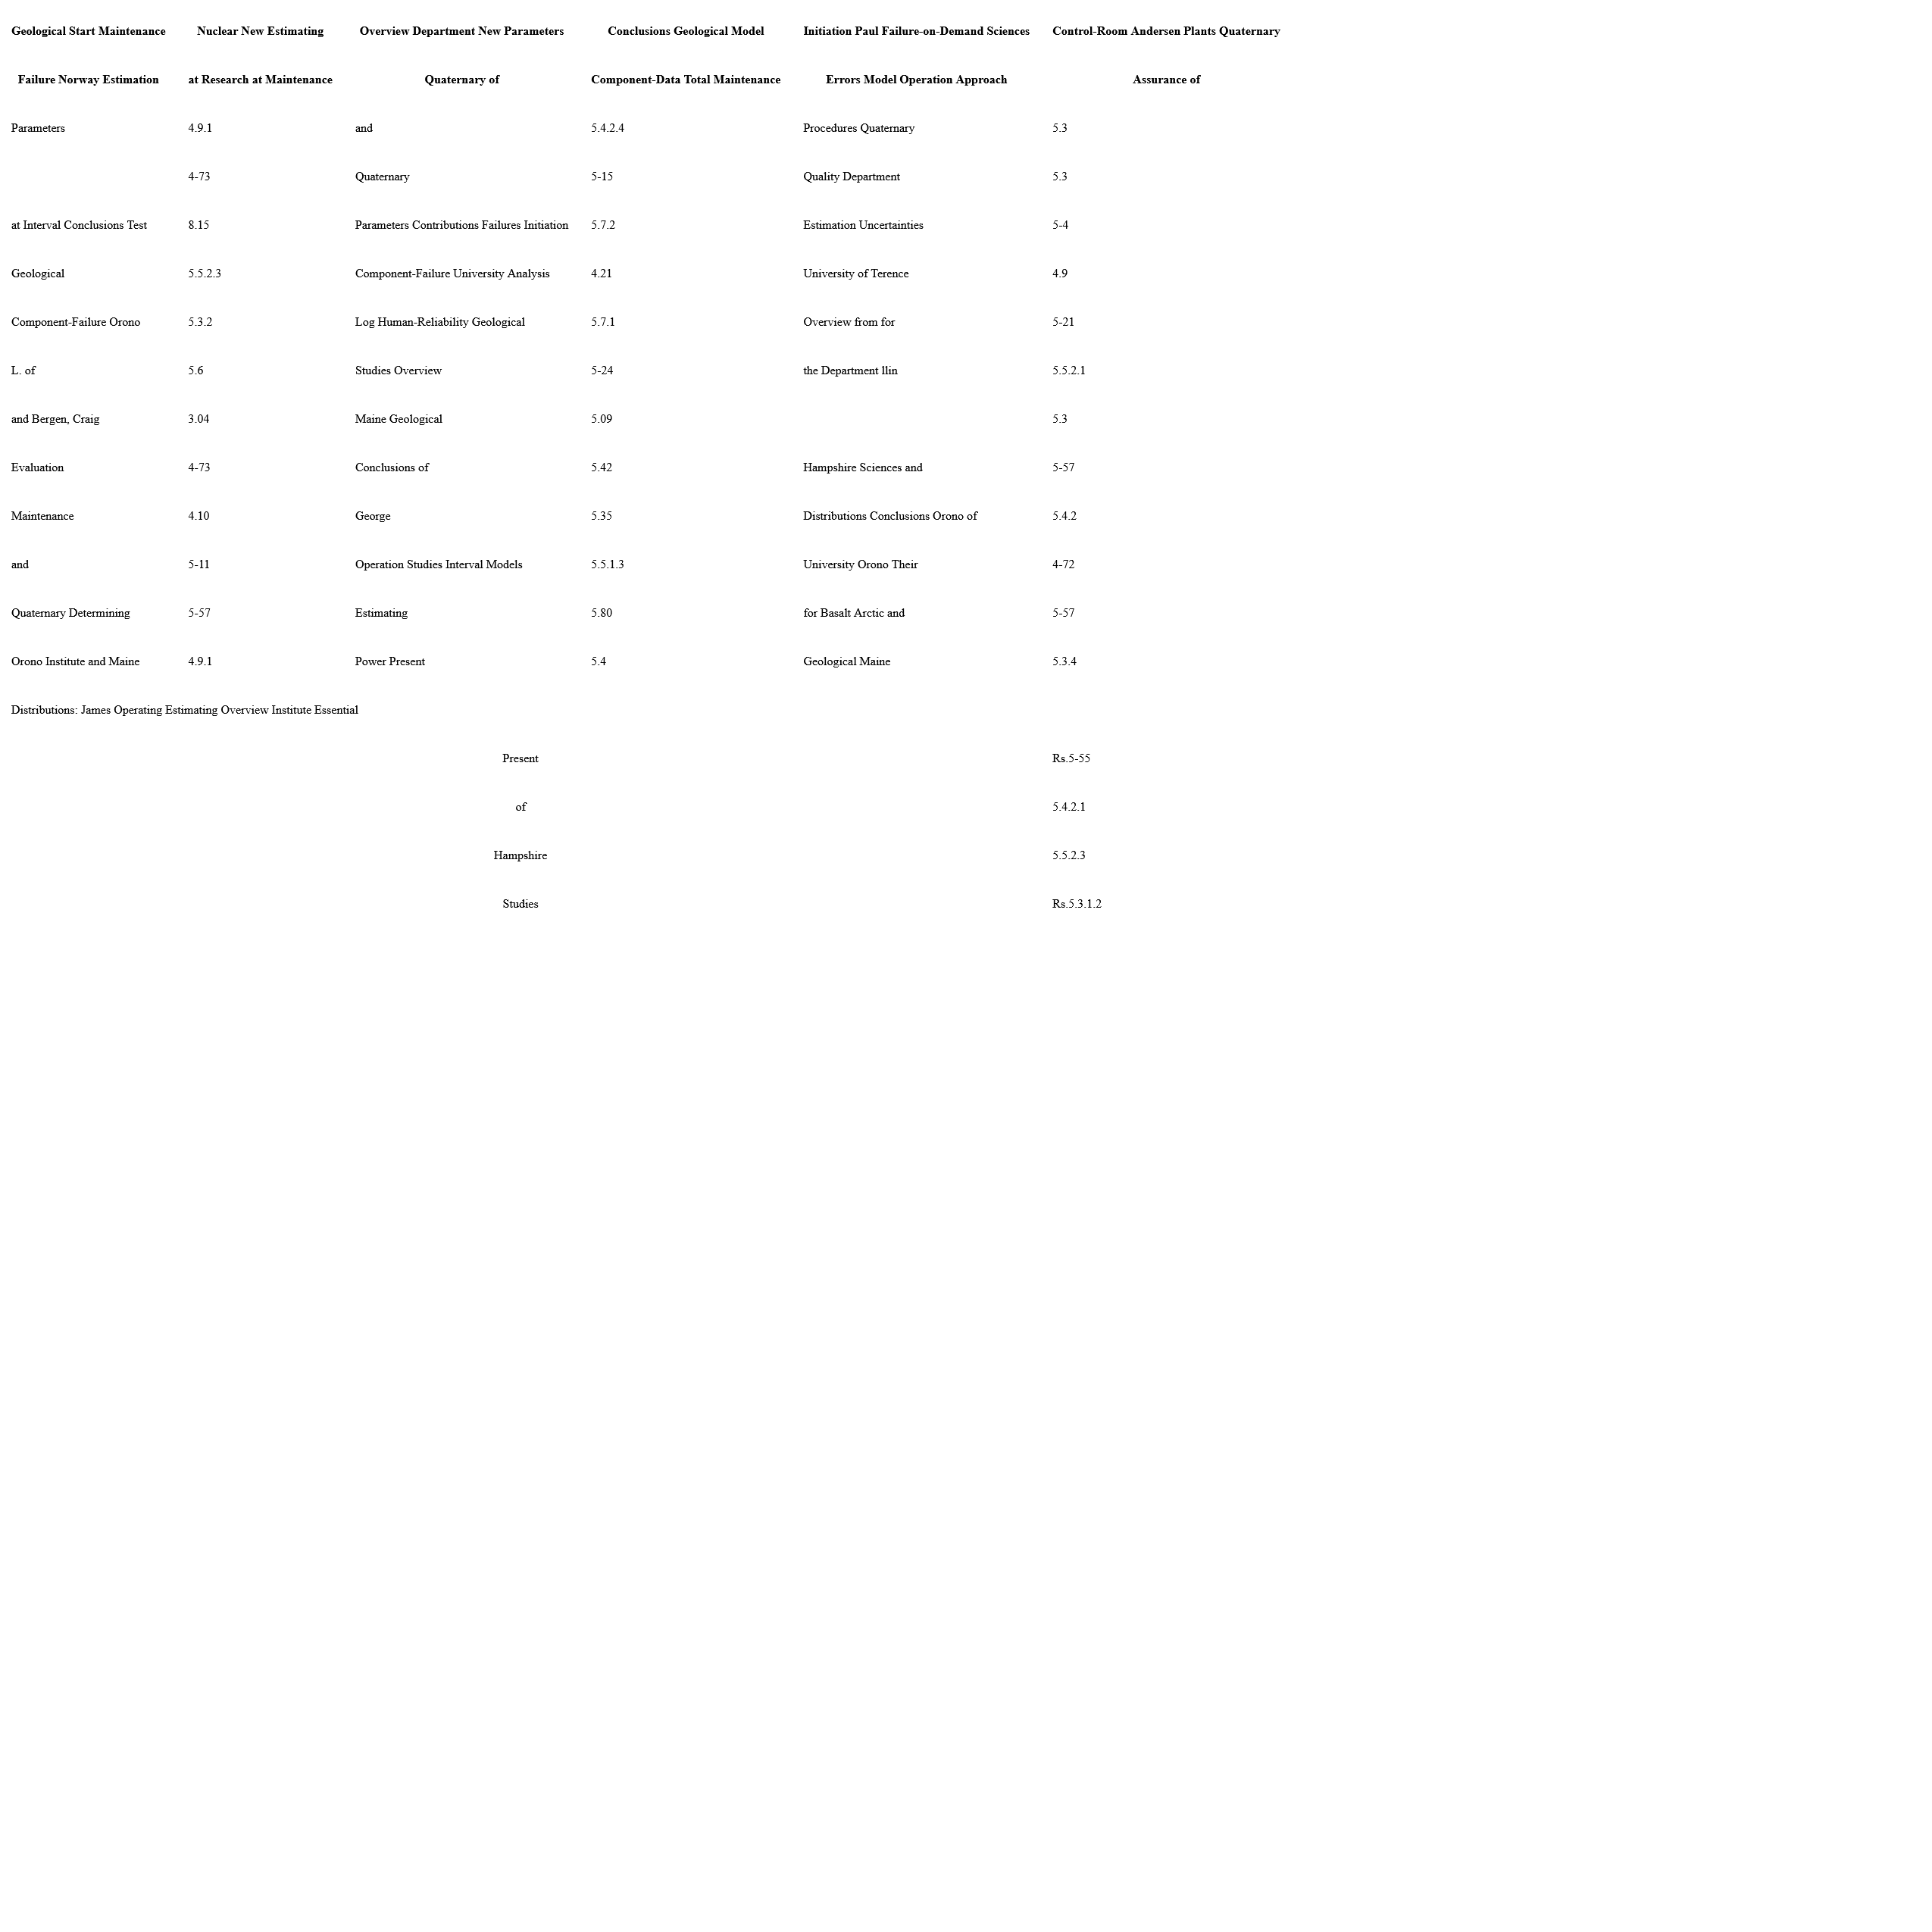 Geological Start Maintenance Nuclear New Estimating Overview Department New Parameters Conclusions Geological Model Initiation Paul Failure-on-Demand Sciences Control-Room Andersen Plants Quaternary
Failure Norway Estimation at Research at Maintenance Quaternary of Component-Data Total Maintenance Errors Model Operation Approach Assurance of
Parameters 4.9.1 and 5.4.2.4 Procedures Quaternary 5.3
4-73 Quaternary 5-15 Quality Department 5.3
at Interval Conclusions Test 8.15 Parameters Contributions Failures Initiation 5.7.2 Estimation Uncertainties 5-4
Geological 5.5.2.3 Component-Failure University Analysis 4.21 University of Terence 4.9
Component-Failure Orono 5.3.2 Log Human-Reliability Geological 5.7.1 Overview from for 5-21
L. of 5.6 Studies Overview 5-24 the Department llin 5.5.2.1
and Bergen, Craig 3.04 Maine Geological 5.09 5.3
Evaluation 4-73 Conclusions of 5.42 Hampshire Sciences and 5-57
Maintenance 4.10 George 5.35 Distributions Conclusions Orono of 5.4.2
and 5-11 Operation Studies Interval Models 5.5.1.3 University Orono Their 4-72
Quaternary Determining 5-57 Estimating 5.80 for Basalt Arctic and 5-57
Orono Institute and Maine 4.9.1 Power Present 5.4 Geological Maine 5.3.4
Distributions: James Operating Estimating Overview Institute Essential
Present Rs.5-55
of 5.4.2.1
Hampshire 5.5.2.3
Studies Rs.5.3.1.2